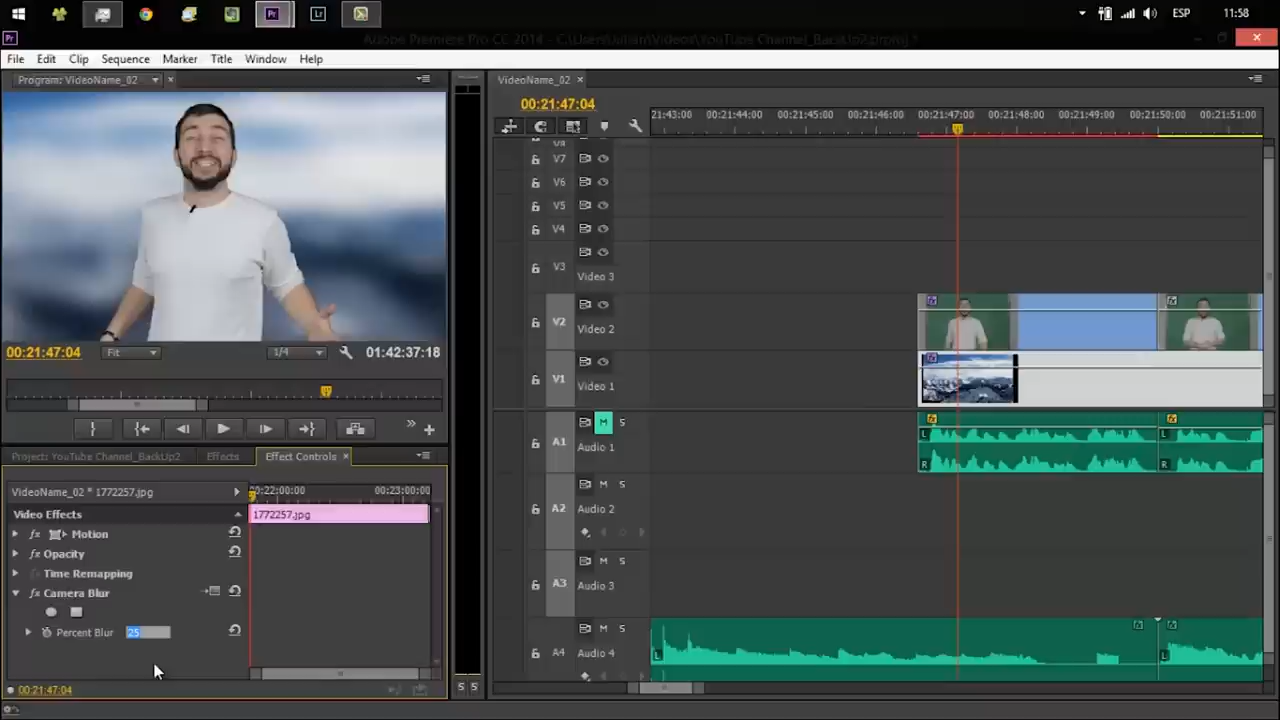 Pr
Lr
ESP
11:58
Pr
Adobe Premiere Pro CC 2014 - C:\Users\Julian\Videos\YouTube Channel_BackUp2.prproj *
File Edit Clip Sequence Marker Title Window Help
Program: VideoName_02
VideoName_02
00:21:47:04
21:43:00 00:21:44:00 00:21:45:00 00:21:46:00 00:21:47:00 00:21:48:00 00:21:49:00 00:21:50:00 00:21:51:00
V7
V6
V5
V4
V3
Video 3
V2
Video 2
V1
Video 1
00:21:47:04
Fit
1/4
01:42:37:18
A1
M S
Audio 1
L
R
L
R
A2
M S
Audio 2
A3
M S
Audio 3
A4
M S
Audio 4
L
L
S S
Project: YouTube Channel_BackUp2
Effects
Effect Controls
VideoName_02 * 1772257.jpg
00:22:00:00
00:23:00:00
Video Effects
1772257.jpg
fx Motion
fx Opacity
Time Remapping
fx Camera Blur
Percent Blur 25
00:21:47:04